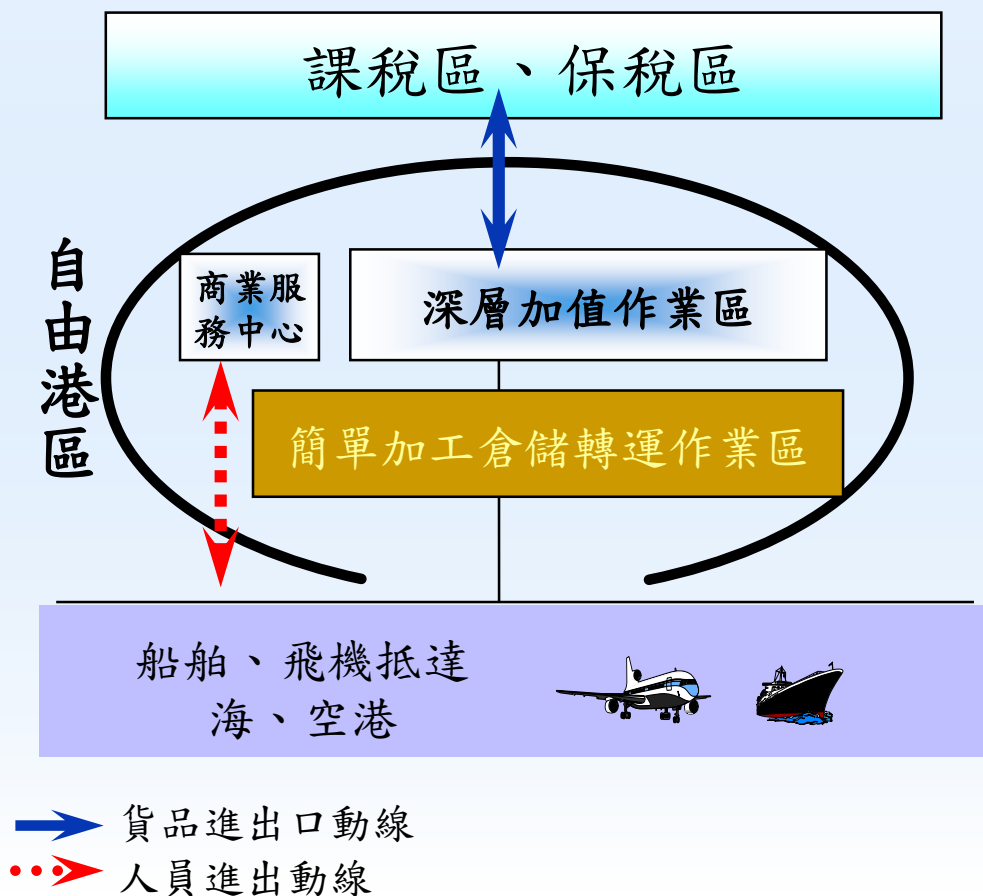 課稅區、保稅區
自由港區
商業服
務中心
深層加值作業區
簡單加工倉儲轉運作業區
船舶、飛機抵達
海、空港
貨品進出口動線
人員進出動線